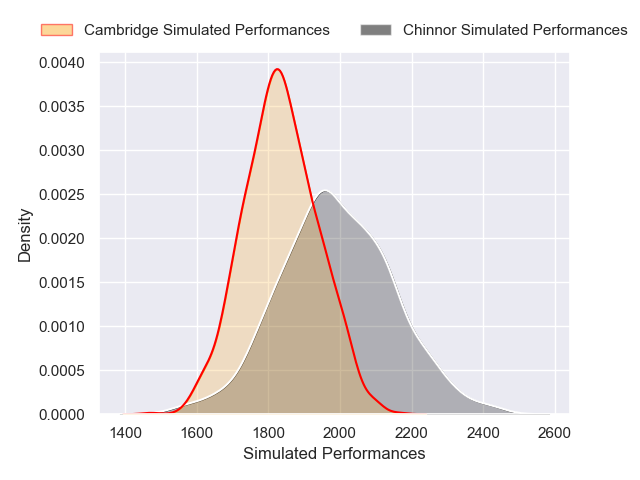 Cambridge Simulated Performances Chinnor Simulated Performances
0.0040
0.0035
0.0030
0.0025
0.0020
0.0015
0.0010
0.0005
0.0000
Density
1400 1600 1800 2000 2200 2400 2600
Simulated Performances